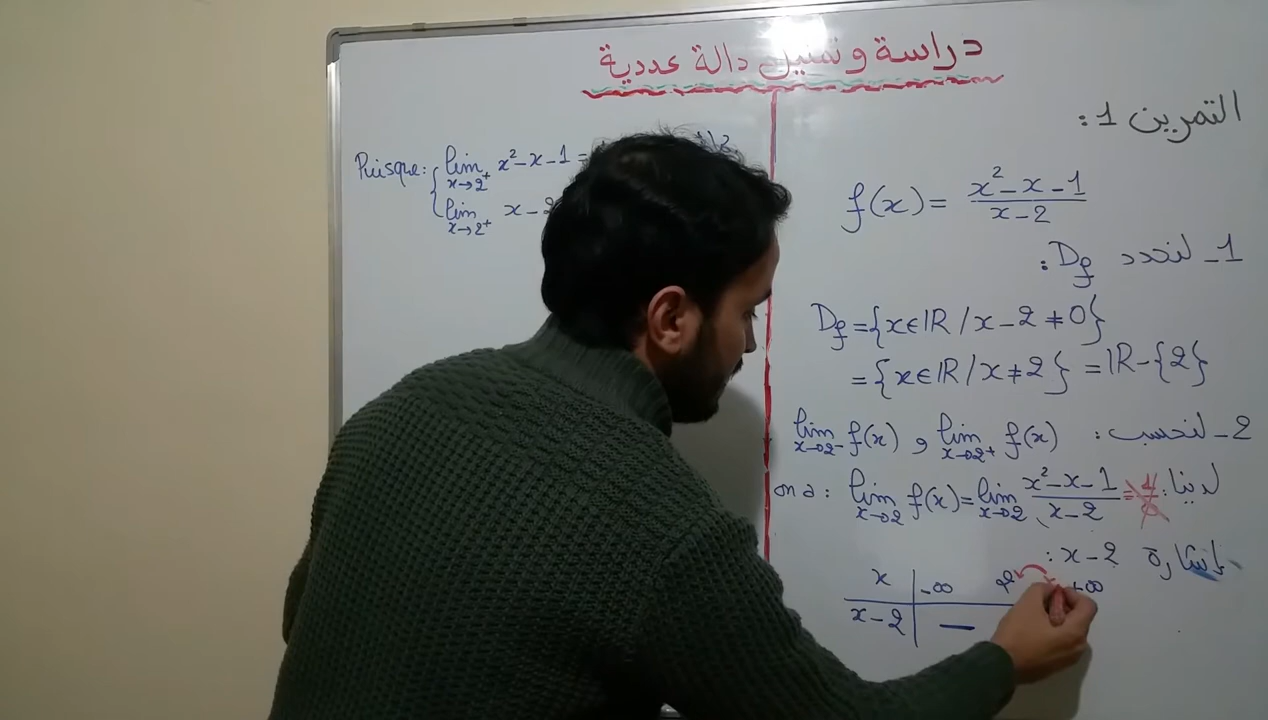 دراسة وتمثيل دالة عددية
التمرين 1:
f(x) = (x² - x - 1)/(x - 2)
1- لنحدد Df:
Df = {x∈IR / x - 2 ≠ 0}
= {x∈IR / x ≠ 2} = IR - {2}
2- لنحسب: lim x→2⁺ f(x) و lim x→2⁻ f(x)
لدينا: on a: lim x→2 f(x) = lim x→2 (x² - x - 1)/(x - 2) =
إشارة x - 2:
x | -∞ 2 +∞
x - 2 | —
Puisque: { lim x→2⁺ x² - x - 1 =
lim x→2⁺ x - 2